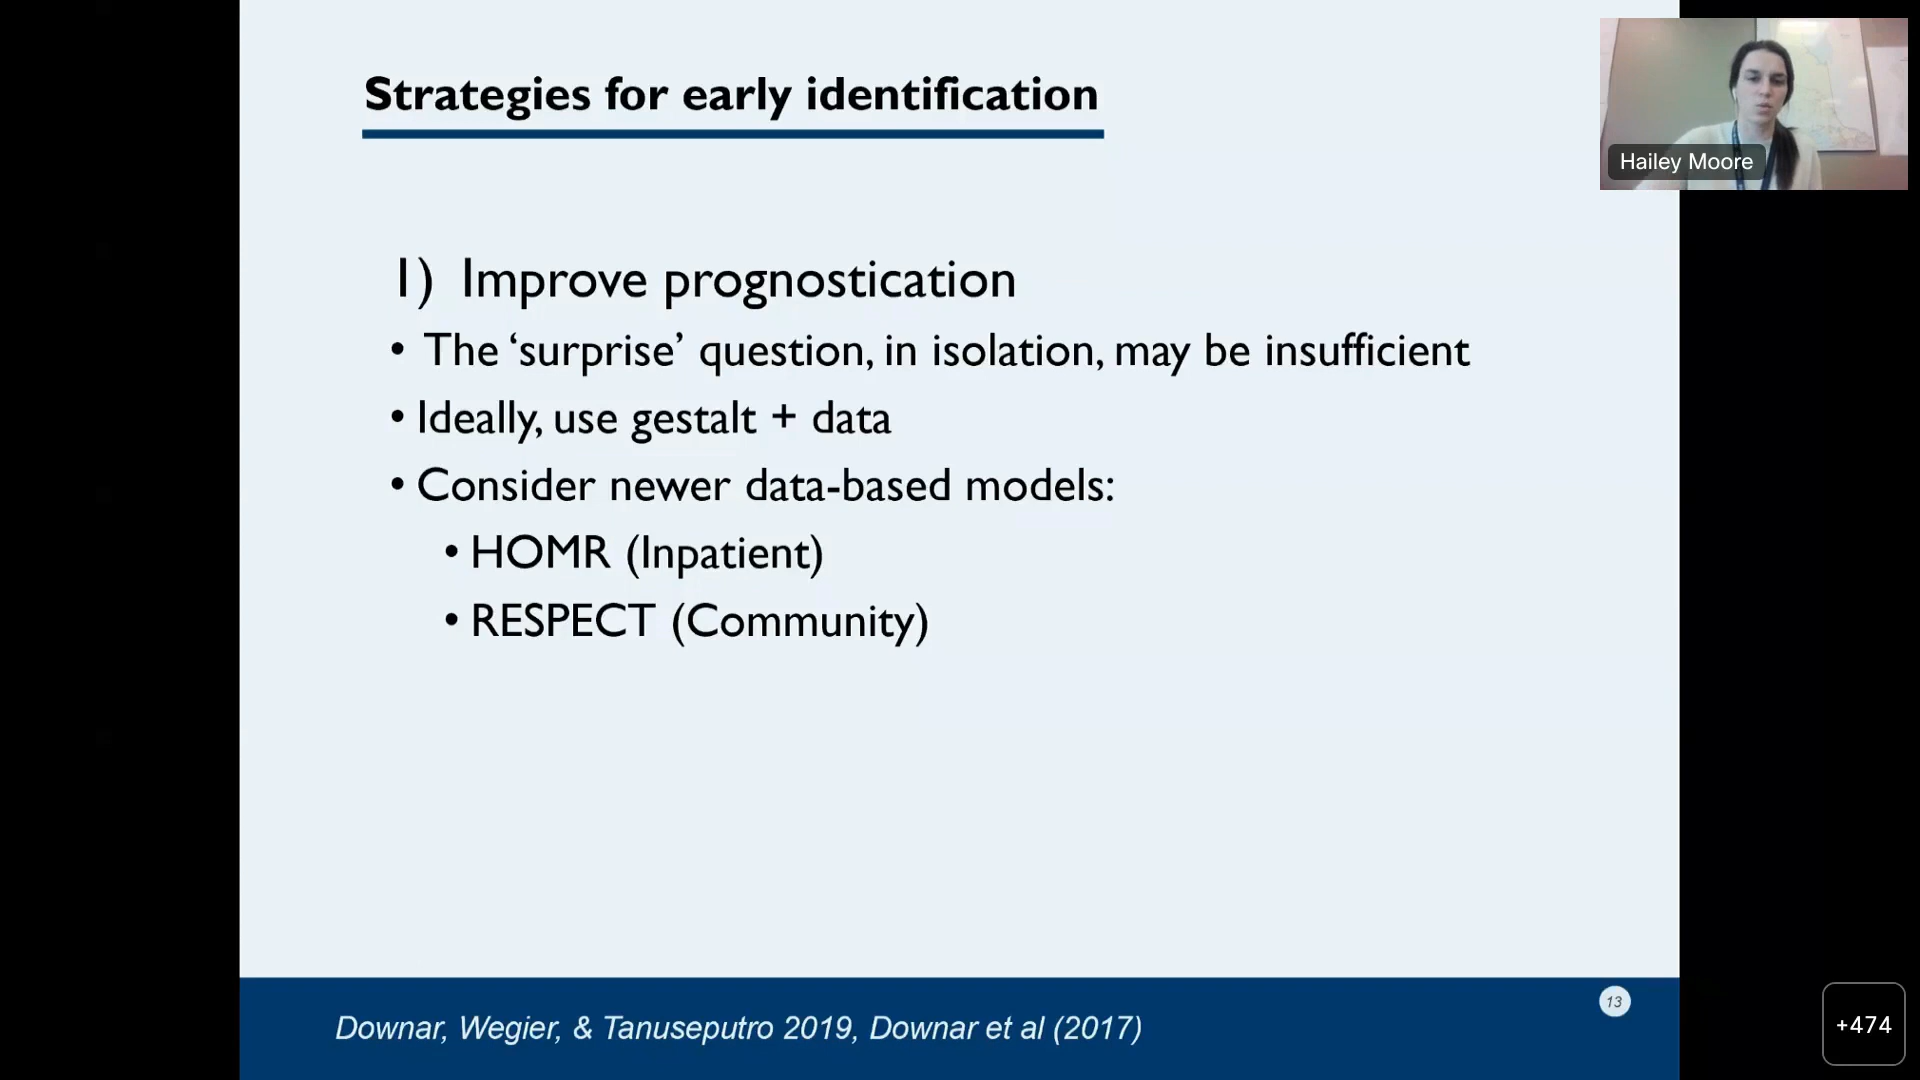 Strategies for early identification
Hailey Moore
1) Improve prognostication
• The ‘surprise’ question, in isolation, may be insufficient
• Ideally, use gestalt + data
• Consider newer data-based models:
• HOMR (Inpatient)
• RESPECT (Community)
13
Downar, Wegier, & Tanuseputro 2019, Downar et al (2017)
+474